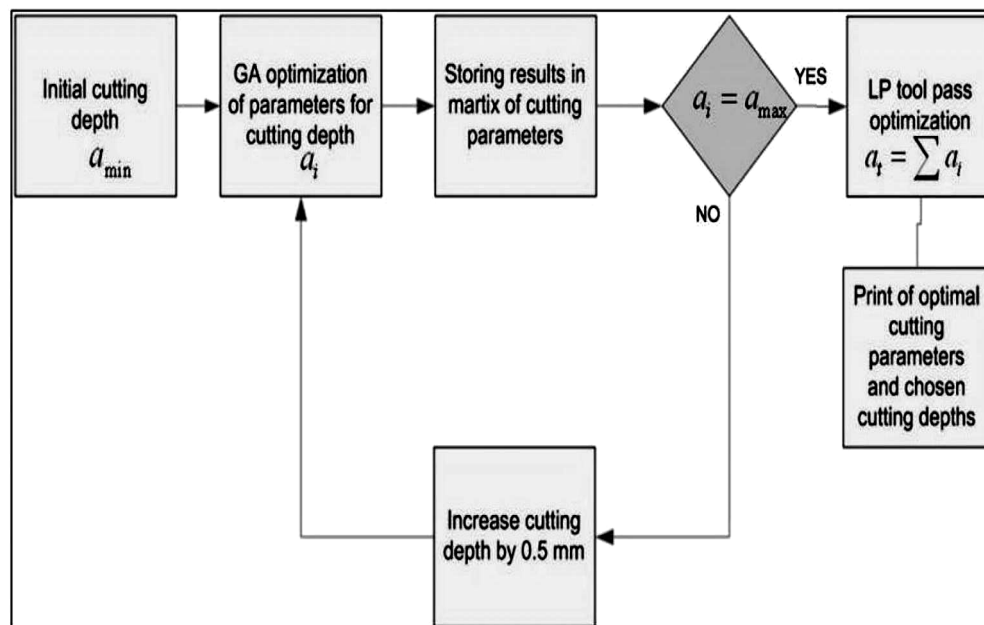 Initial cutting
depth
a_min
GA optimization
of parameters for
cutting depth
a_i
Storing results in
martix of cutting
parameters
a_i = a_max
YES
NO
LP tool pass
optimization
a_t = ∑ a_i
Print of optimal
cutting
parameters
and chosen
cutting depths
Increase cutting
depth by 0.5 mm